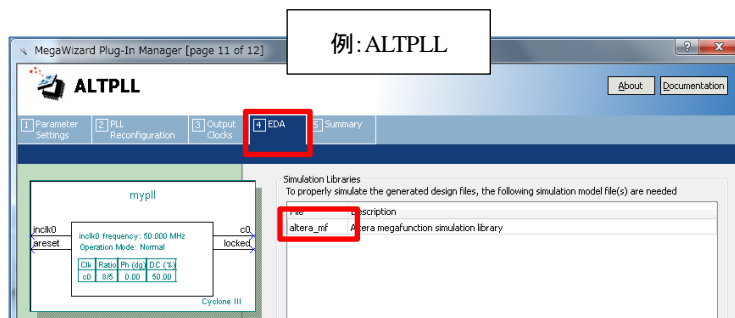 例:ALTPLL
MegaWizard Plug-In Manager [page 11 of 12]
ALTPLL
About
Documentation
1 Parameter Settings
2 PLL Reconfiguration
3 Output Clocks
4 EDA
5 Summary
mypll
inclk0
areset
c0
locked
inclk0 frequency: 50.000 MHz
Operation Mode: Normal
Clk Ratio Ph (dg) DC (%)
c0 8/5 0.00 50.00
Cyclone III
Simulation Libraries
To properly simulate the generated design files, the following simulation model file(s) are needed
File Description
altera_mf Altera megafunction simulation library